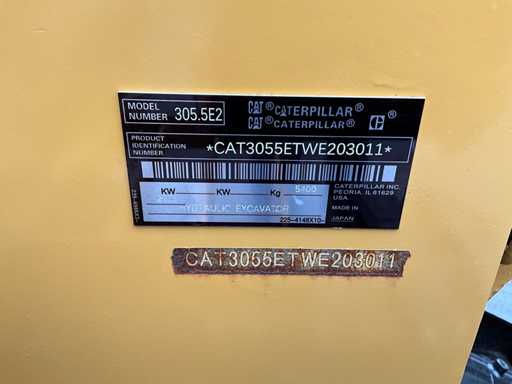 MODEL NUMBER 305.5E2
CAT® CATERPILLAR®
CAT® CATERPILLAR®
PRODUCT IDENTIFICATION NUMBER *CAT3055ETWE203011*
KW KW Kg 5400
HYDRAULIC EXCAVATOR
225-4148X10-
CATERPILLAR INC.
PEORIA, IL 61629
USA
MADE IN
JAPAN
CAT3055ETWE203011